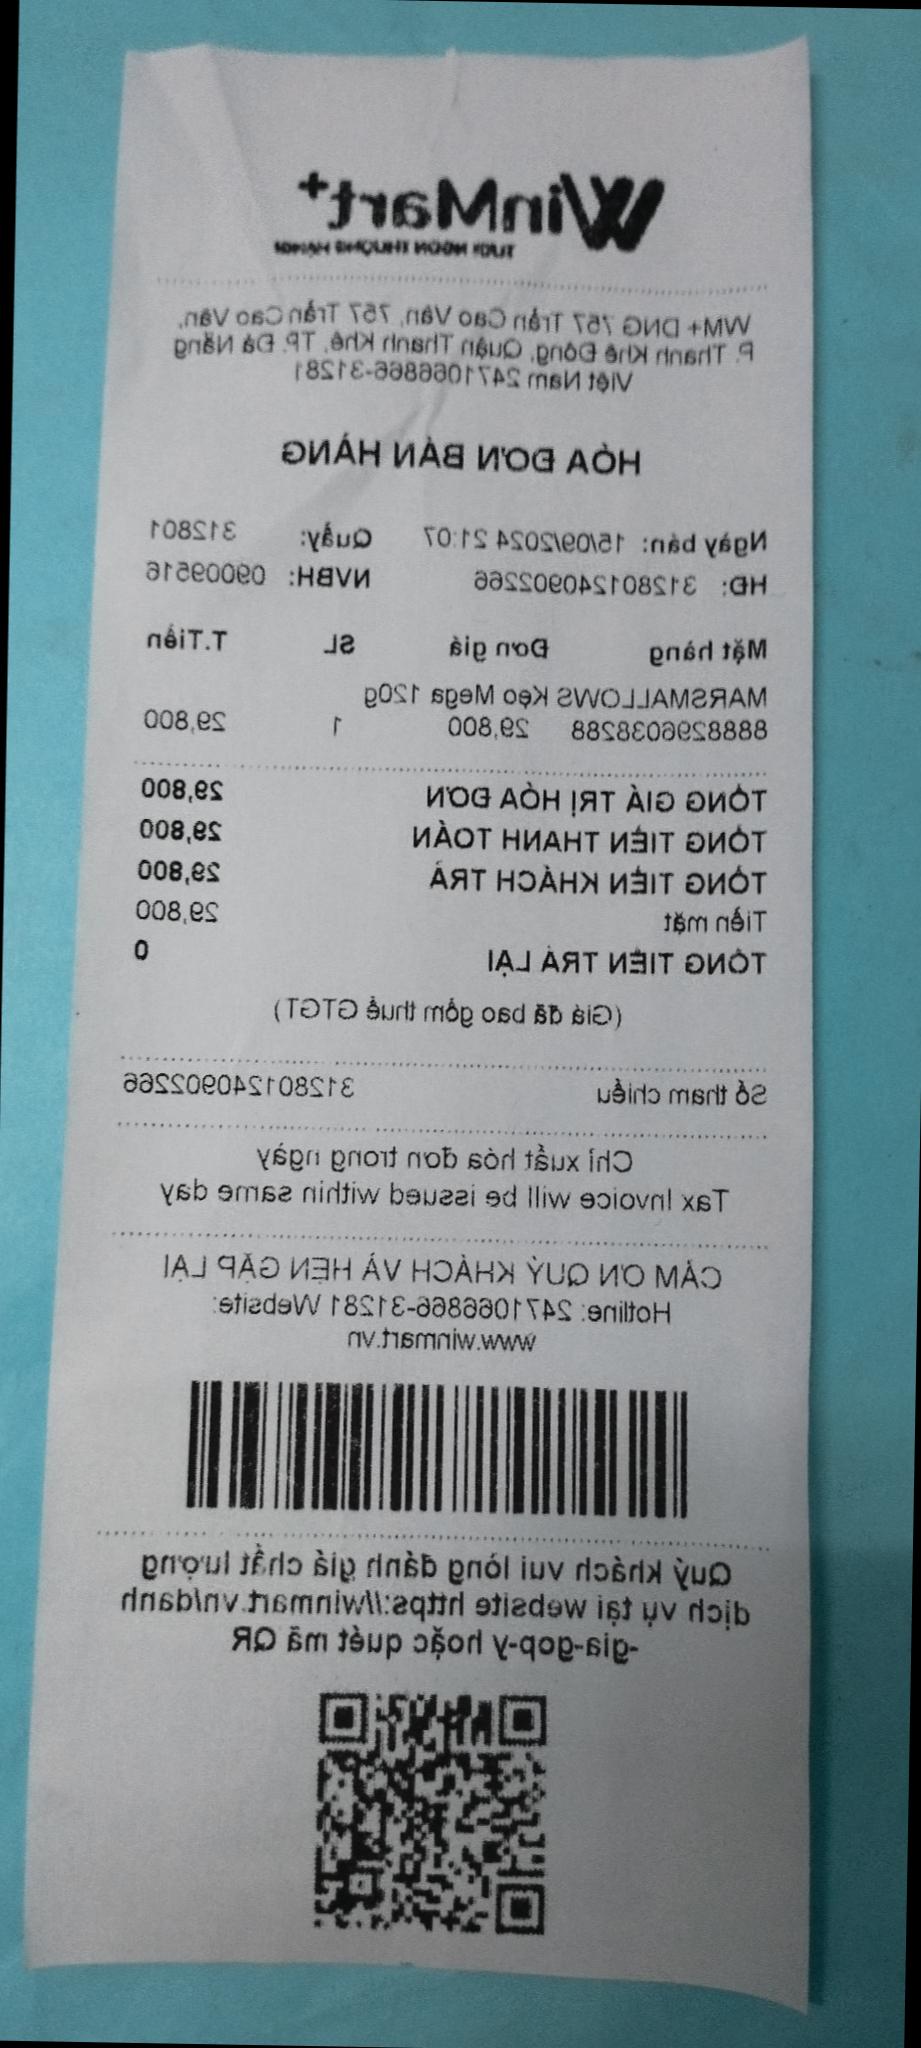 WinMart+
TƯƠI NGON THƯỢNG HẠNG
WM+ DNG 757 Trần Cao Vân, 757 Trần Cao Vân,
P. Thanh Khê Đông, Quận Thanh Khê, TP. Đà Nẵng
Việt Nam 2471066866-31281
HÓA ĐƠN BÁN HÀNG
Ngày bán: 15/09/2024 21:07 Quầy: 312801
HĐ: 312801240902266 NVBH: 09009516
Mặt hàng Đơn giá SL T.Tiền
MARSMALLOWS Kẹo Mega 120g
8888296038288 29,800 1 29,800
TỔNG GIÁ TRỊ HÓA ĐƠN 29,800
TỔNG TIỀN THANH TOÁN 29,800
TỔNG TIỀN KHÁCH TRẢ 29,800
Tiền mặt 29,800
TỔNG TIỀN TRẢ LẠI 0
(Giá đã bao gồm thuế GTGT)
Số tham chiếu 312801240902266
Chỉ xuất hóa đơn trong ngày
Tax Invoice will be issued within same day
CẢM ƠN QUÝ KHÁCH VÀ HẸN GẶP LẠI
Hotline: 2471066866-31281 Website:
www.winmart.vn
Quý khách vui lòng đánh giá chất lượng
dịch vụ tại website https://winmart.vn/danh
-gia-gop-y hoặc quét mã QR